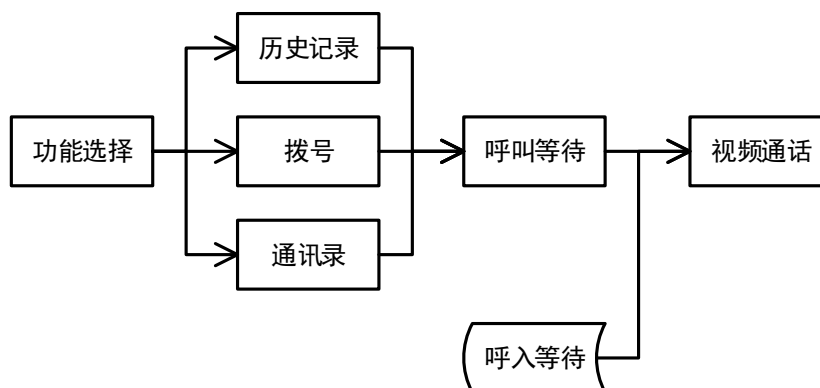 历史记录
功能选择
拨号
呼叫等待
视频通话
通讯录
呼入等待